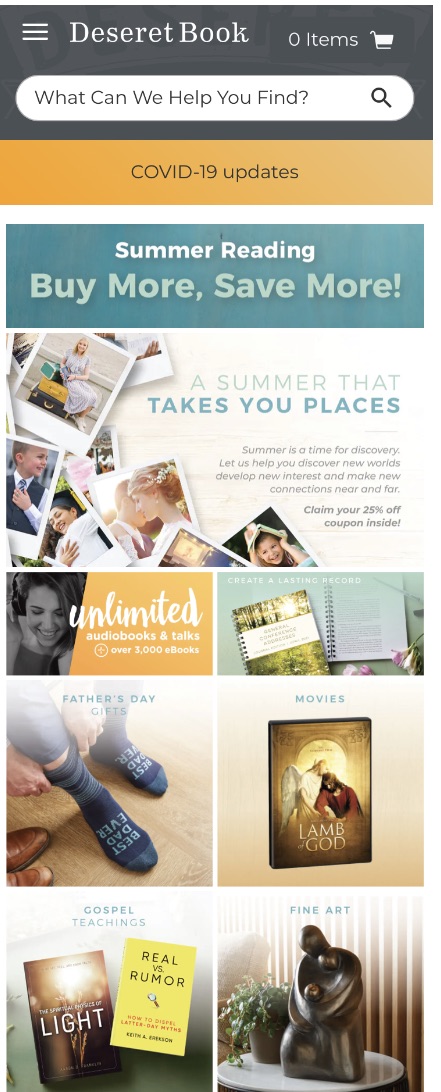 Deseret Book
0 Items
What Can We Help You Find?
COVID-19 updates
Summer Reading
Buy More, Save More!
A SUMMER THAT
TAKES YOU PLACES
Summer is a time for discovery.
Let us help you discover new worlds
develop new interest and make new
connections near and far.
Claim your 25% off
coupon inside!
unlimited
audiobooks & talks
over 3,000 eBooks
CREATE A LASTING RECORD
GENERAL
CONFERENCE
ADDRESSES
FATHER'S DAY
GIFTS
BEST
DAD
EVER.
BEST
DAD
EVER.
MOVIES
LAMB
of GOD
GOSPEL
TEACHINGS
THE SPIRITUAL PHYSICS OF
LIGHT
REAL
VS.
RUMOR
HOW TO DISPEL
LATTER-DAY MYTHS
KEITH A. EREKSON
FINE ART